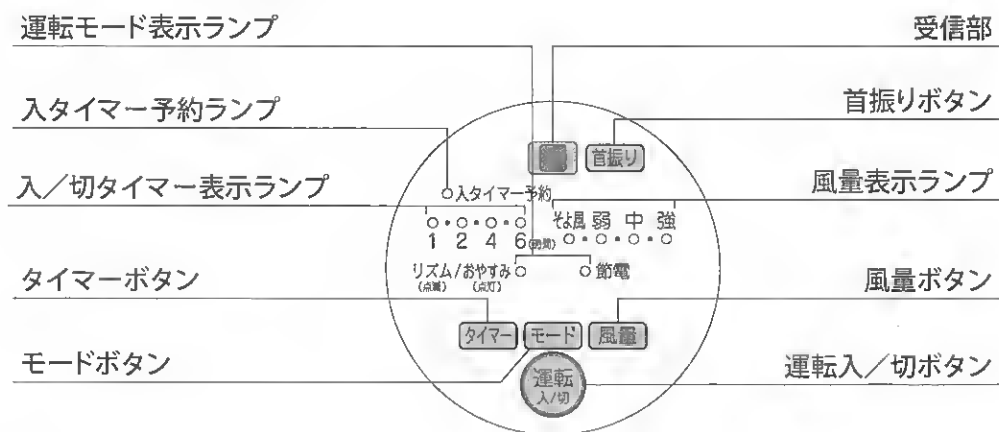 運転モード表示ランプ
受信部
入タイマー予約ランプ
首振りボタン
首振り
入／切タイマー表示ランプ
風量表示ランプ
入タイマー予約
そよ風 弱 中 強
1 2 4 6(時間)
リズム/おやすみ
(点滅) (点灯)
節電
タイマーボタン
風量ボタン
タイマー モード 風量
モードボタン
運転入／切ボタン
運転
入/切